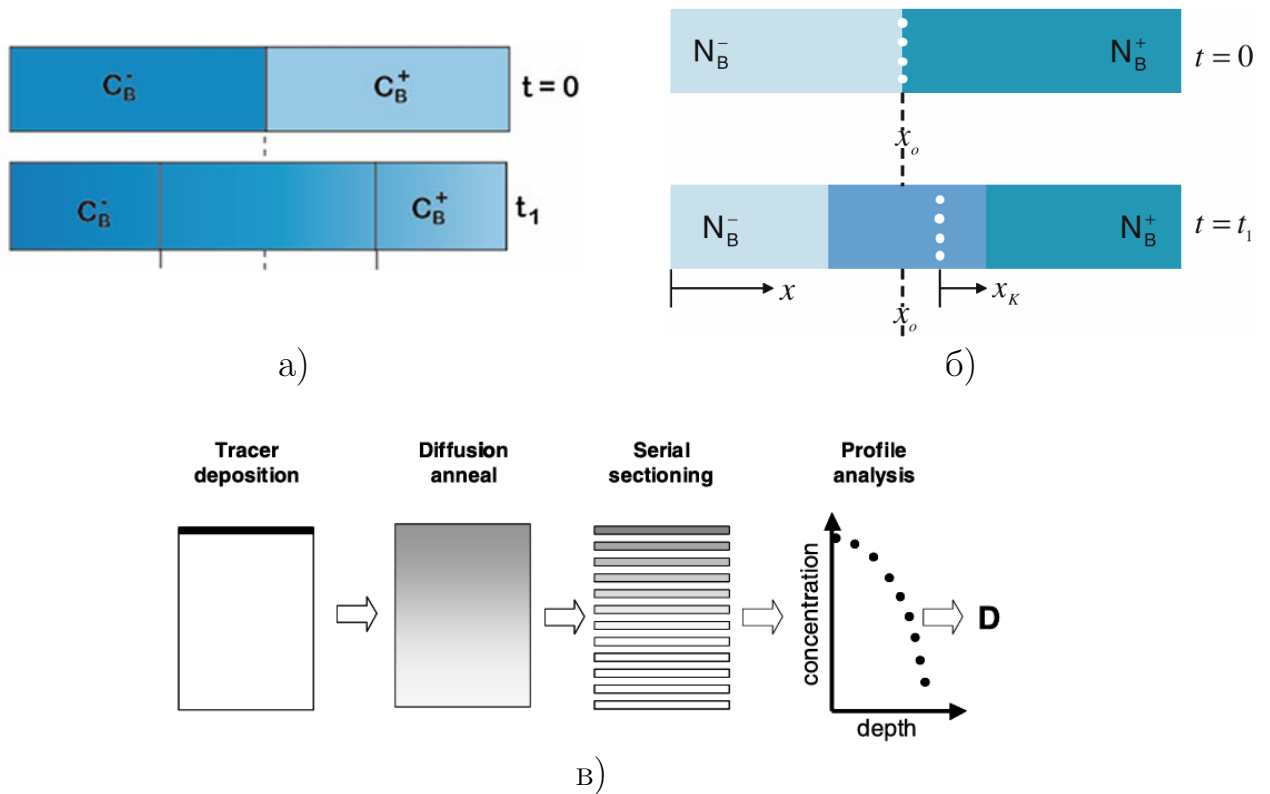 C_B^- C_B^+ t = 0
C_B^- C_B^+ t_1
а)
N_B^- N_B^+ t = 0
x_o
N_B^- N_B^+ t = t_1
x x_K
x_o
б)
Tracer deposition
Diffusion anneal
Serial sectioning
Profile analysis
concentration
D
depth
в)